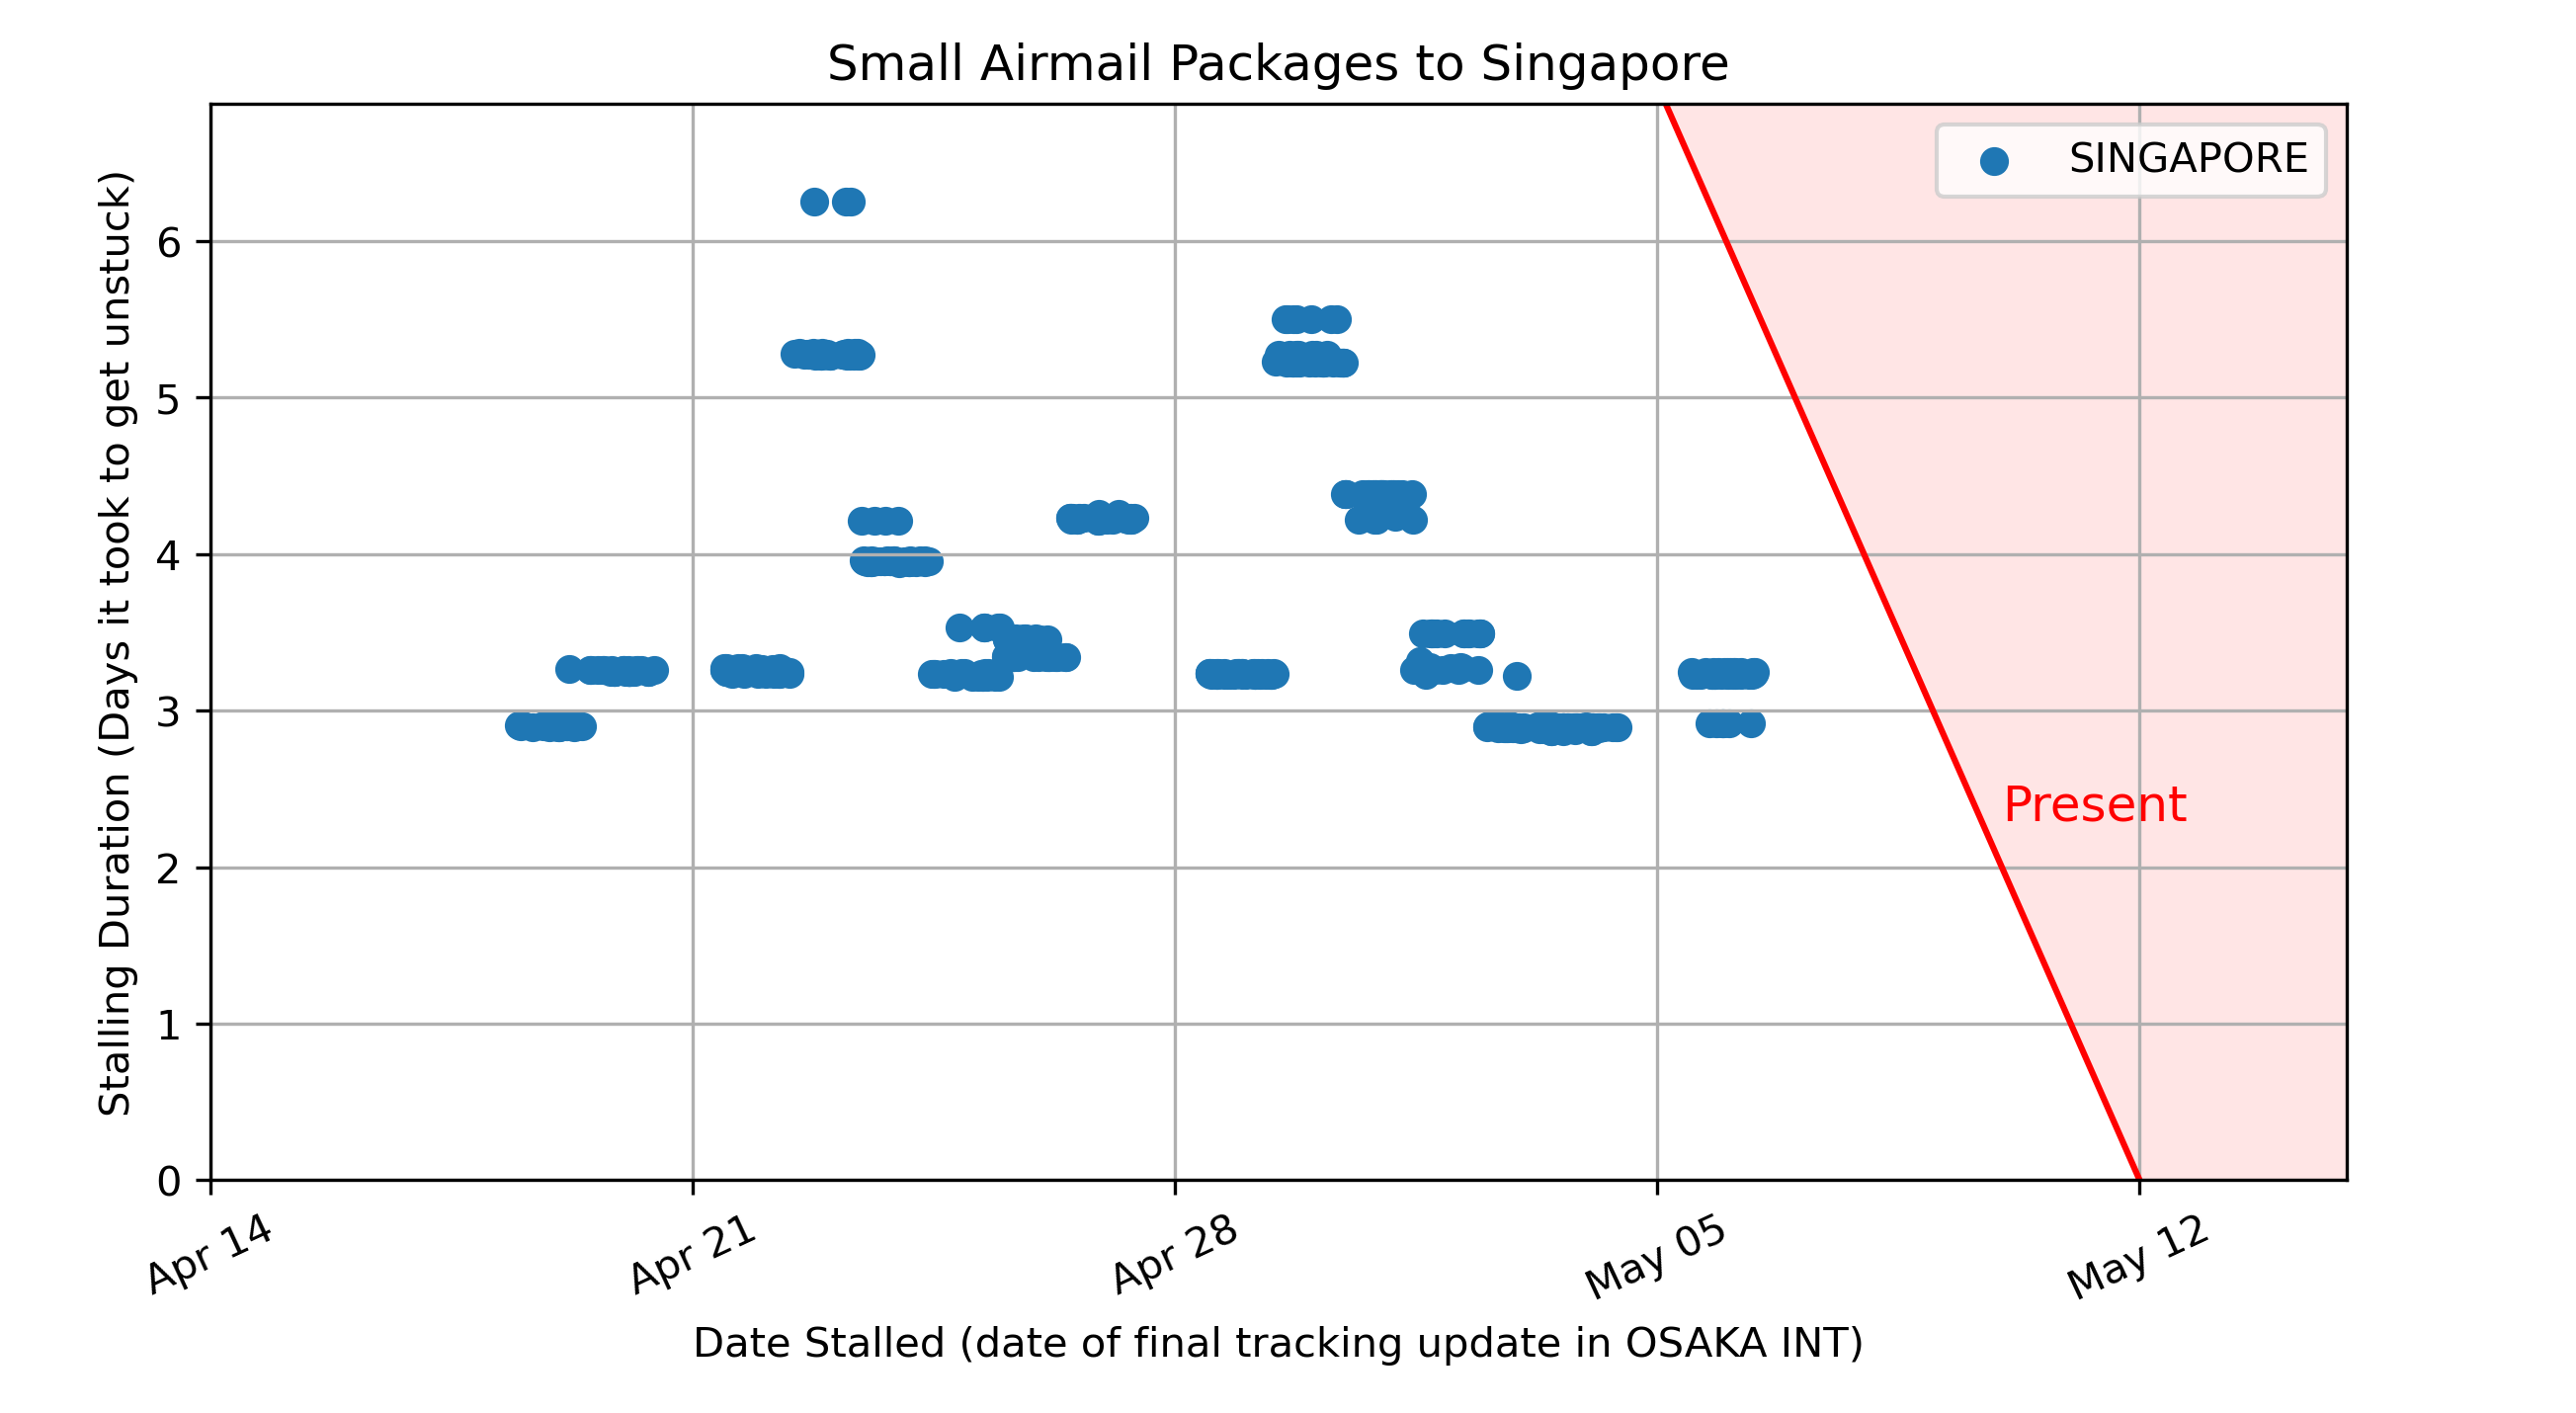 Small Airmail Packages to Singapore
SINGAPORE
Stalling Duration (Days it took to get unstuck)
6
5
4
3
2
1
0
Present
Apr 14
Apr 21
Apr 28
May 05
May 12
Date Stalled (date of final tracking update in OSAKA INT)